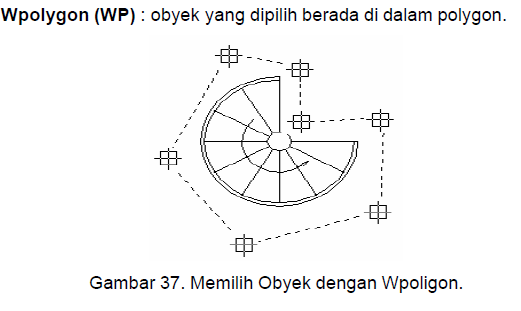 Wpolygon (WP) : obyek yang dipilih berada di dalam polygon.
Gambar 37. Memilih Obyek dengan Wpoligon.